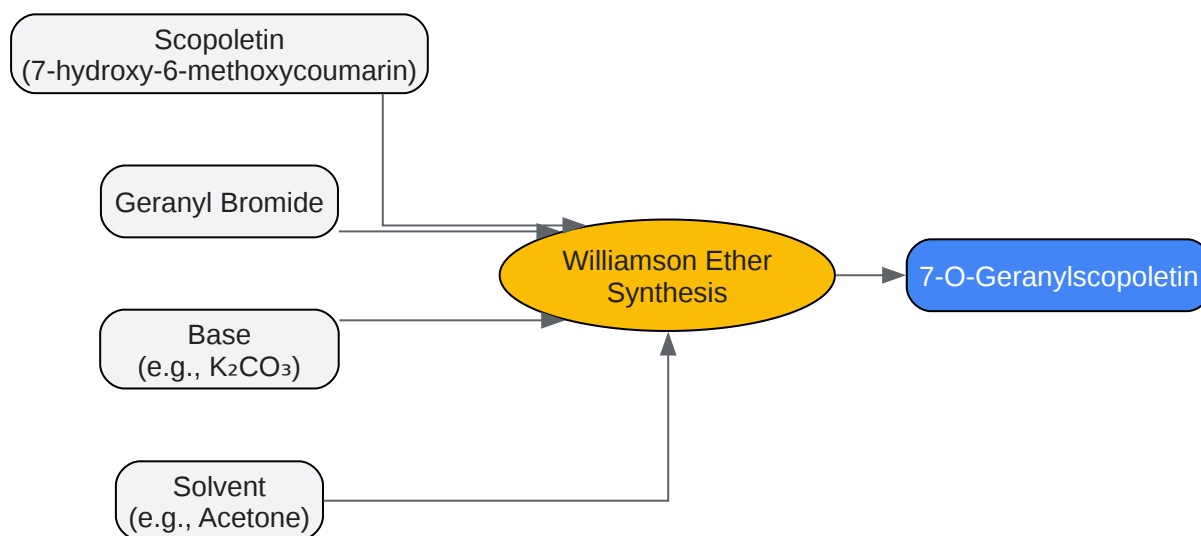 Scopoletin
(7-hydroxy-6-methoxycoumarin)
Geranyl Bromide
Williamson Ether
Synthesis
7-O-Geranylscopoletin
Base
(e.g., K₂CO₃)
Solvent
(e.g., Acetone)